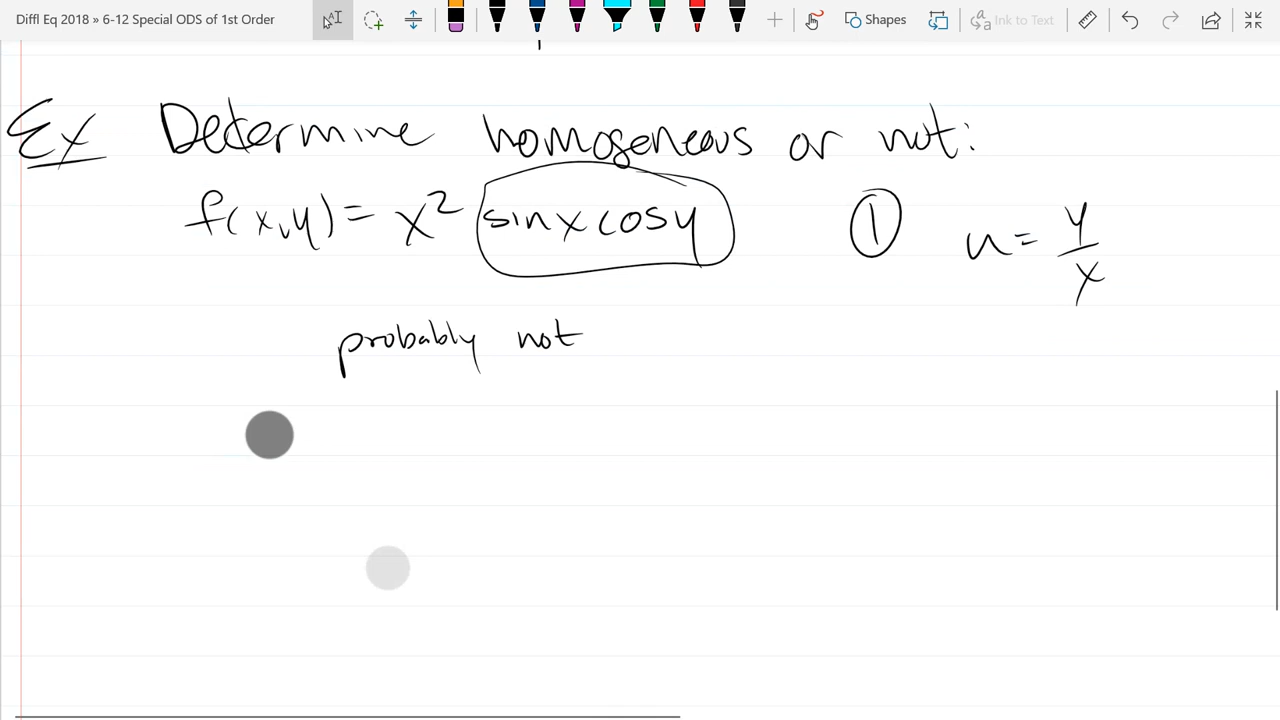 Diffl Eq 2018 » 6-12 Special ODS of 1st Order
Shapes
Ink to Text
Ex Determine homogeneous or not:
f(x,y) = x² sinx cosy ① u = y/x
probably not